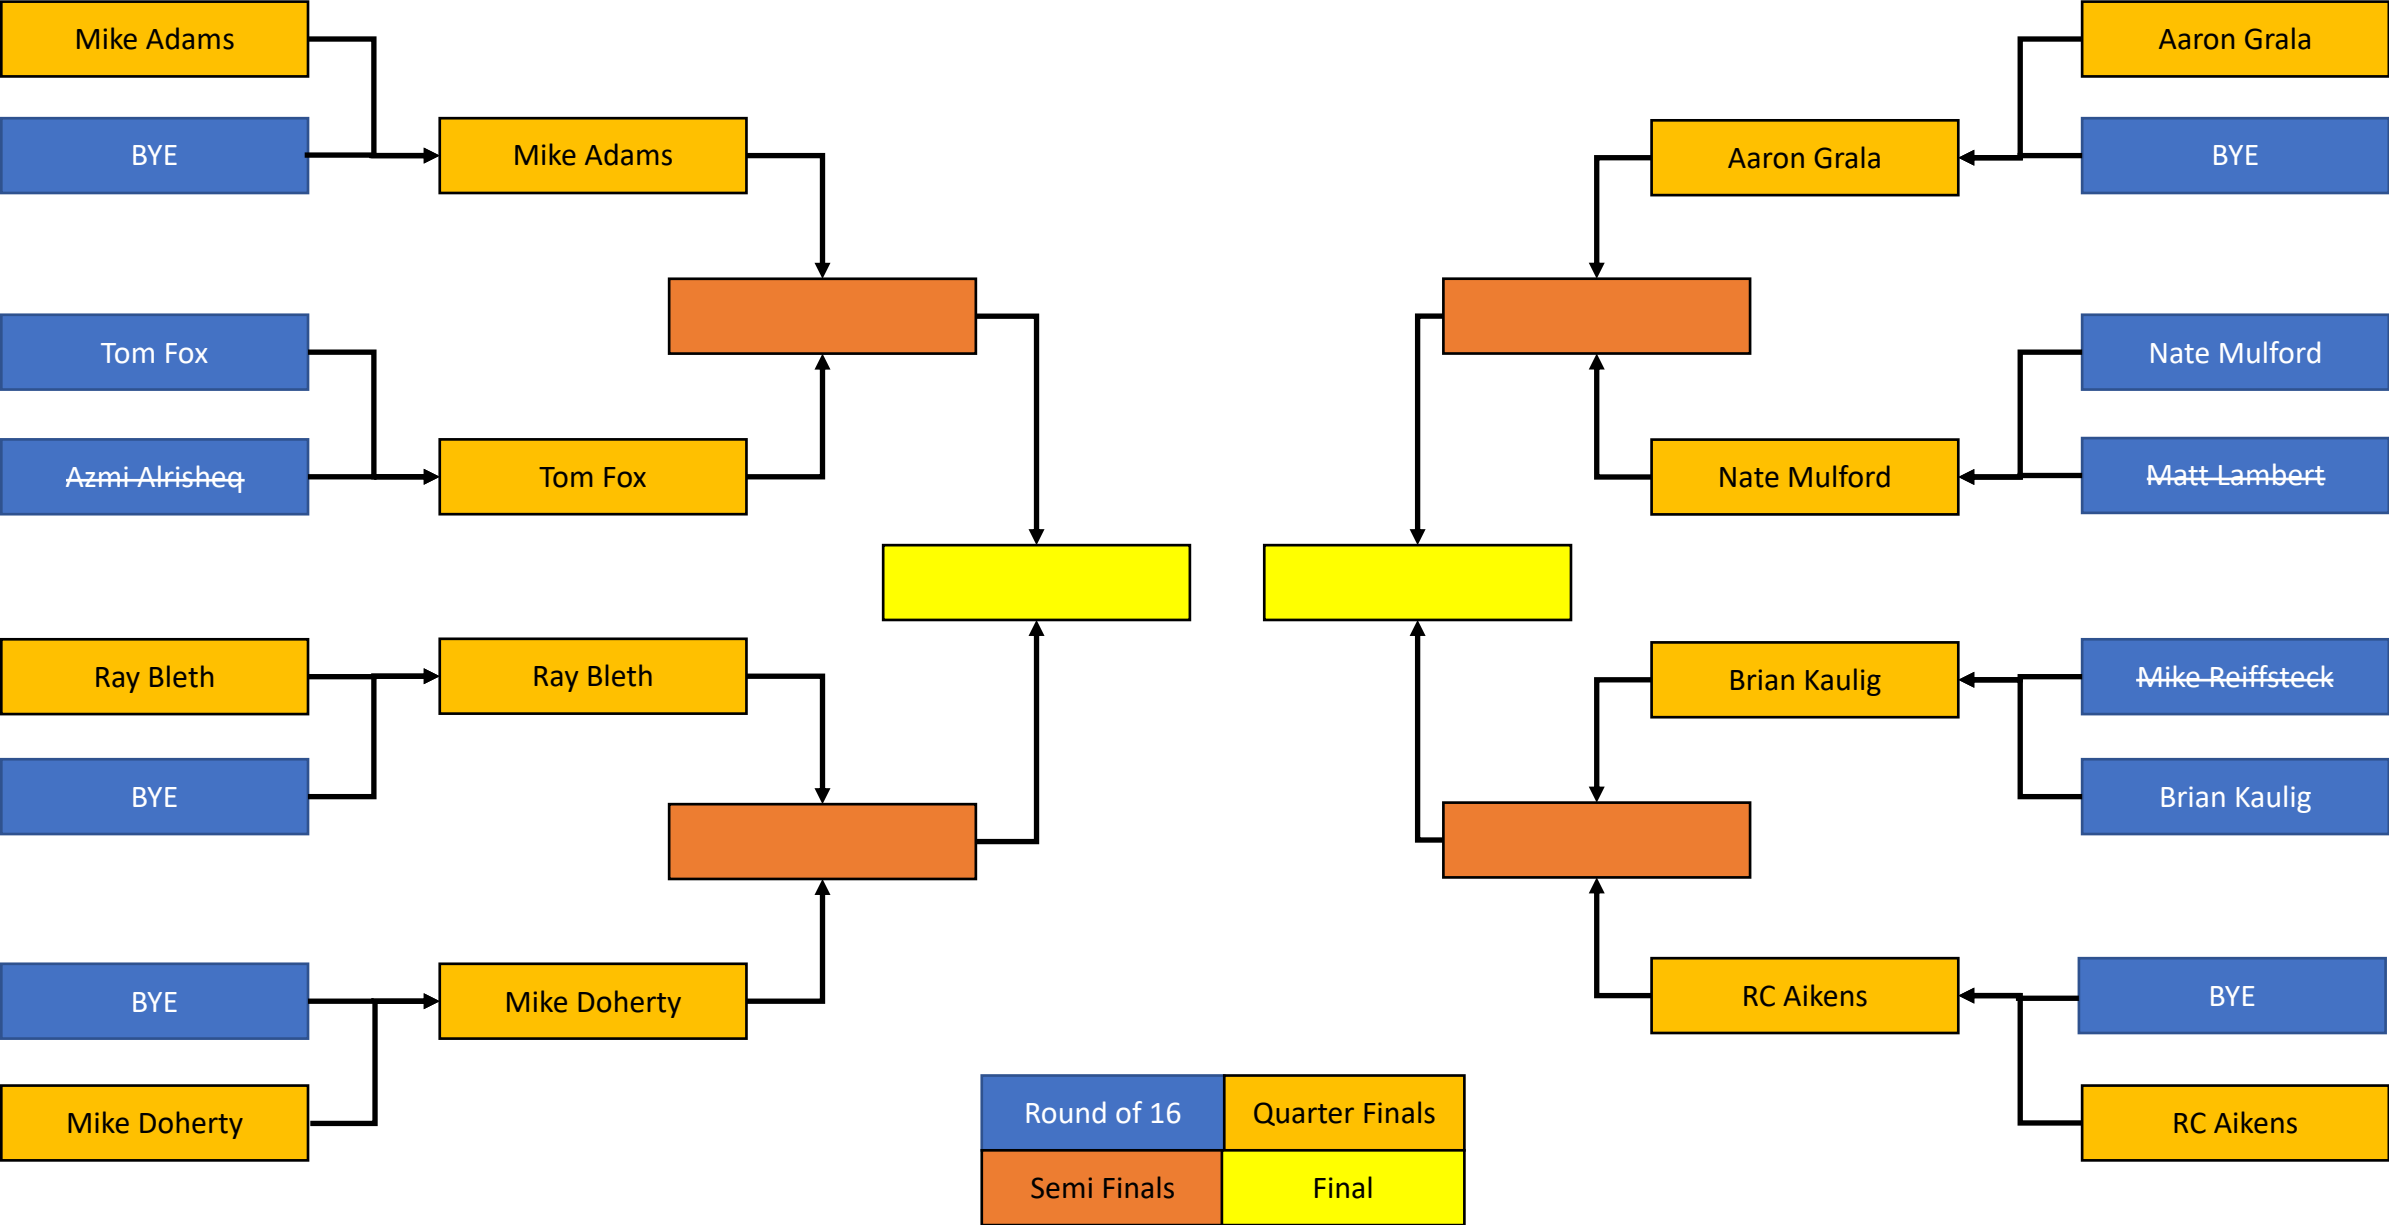 Mike Adams
Aaron Grala
BYE
Mike Adams
Aaron Grala
BYE
Tom Fox
Nate Mulford
Azmi Alrisheq
Tom Fox
Nate Mulford
Matt Lambert
Ray Bleth
Ray Bleth
Brian Kaulig
Mike Reiffsteck
BYE
Brian Kaulig
BYE
Mike Doherty
RC Aikens
BYE
Mike Doherty
Round of 16
Quarter Finals
RC Aikens
Semi Finals
Final